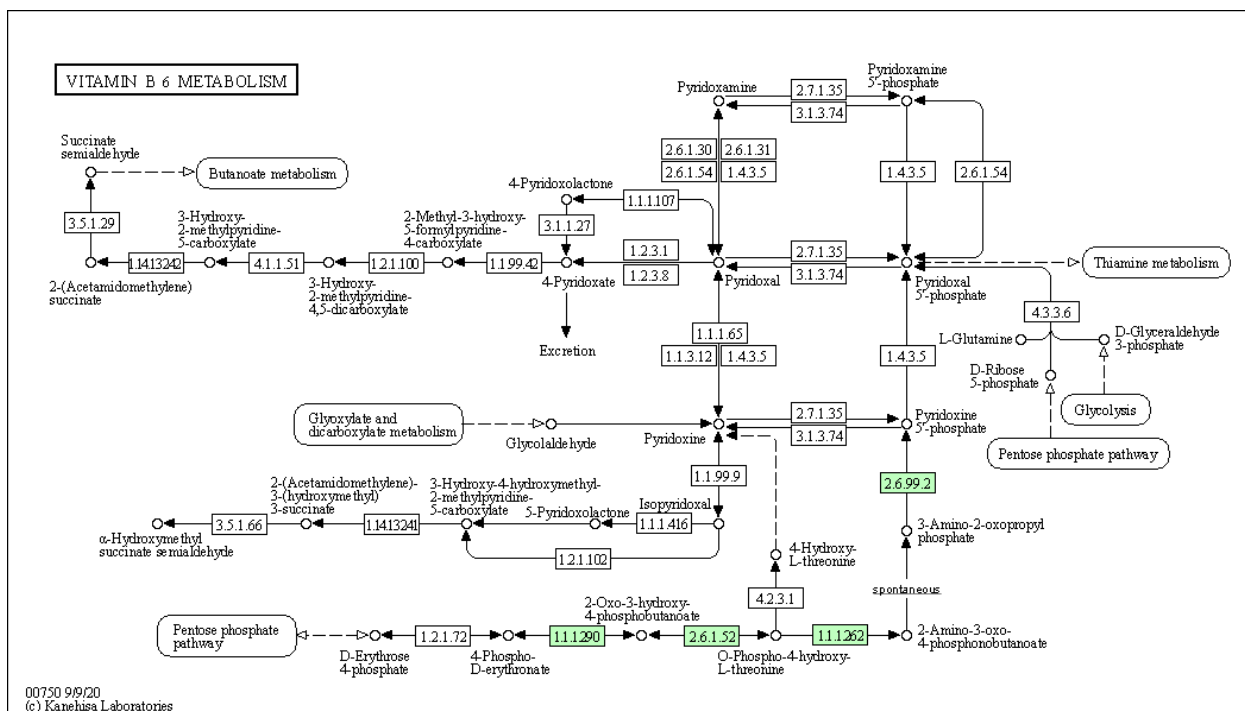 VITAMIN B 6 METABOLISM
Pyridoxamine
2.7.1.35
3.1.3.74
Pyridoxamine
5'-phosphate
Succinate
semialdehyde
Butanoate metabolism
2.6.1.30
2.6.1.31
2.6.1.54
1.4.3.5
1.4.3.5
2.6.1.54
4-Pyridoxolactone
1.1.1.107
3.5.1.29
3-Hydroxy-
2-methylpyridine-
5-carboxylate
2-Methyl-3-hydroxy-
5-formylpyridine-
4-carboxylate
3.1.1.27
1.14.13.242
4.1.1.51
1.2.1.100
1.1.99.42
1.2.3.1
1.2.3.8
2.7.1.35
3.1.3.74
Thiamine metabolism
2-(Acetamidomethylene)
succinate
3-Hydroxy-
2-methylpyridine-
4,5-dicarboxylate
4-Pyridoxate
Pyridoxal
Pyridoxal
5'-phosphate
4.3.3.6
Excretion
1.1.1.65
1.1.3.12
1.4.3.5
1.4.3.5
L-Glutamine
D-Glyceraldehyde
3-phosphate
D-Ribose
5-phosphate
Glycolysis
Glyoxylate and
dicarboxylate metabolism
Glycolaldehyde
Pyridoxine
2.7.1.35
3.1.3.74
Pyridoxine
5'-phosphate
Pentose phosphate pathway
1.1.99.9
2.6.99.2
2-(Acetamidomethylene)-
3-(hydroxymethyl)
3-succinate
3-Hydroxy-4-hydroxymethyl-
2-methylpyridine-
5-carboxylate
5-Pyridoxolactone
Isopyridoxal
3.5.1.66
1.14.13.241
1.1.1.416
α-Hydroxymethyl
succinate semialdehyde
1.2.1.102
4-Hydroxy-
L-threonine
3-Amino-2-oxopropyl
phosphate
spontaneous
4.2.3.1
2-Oxo-3-hydroxy-
4-phosphobutanoate
Pentose phosphate
pathway
1.2.1.72
1.1.1.290
2.6.1.52
1.1.1.262
D-Erythrose
4-phosphate
4-Phospho-
D-erythronate
O-Phospho-4-hydroxy-
L-threonine
2-Amino-3-oxo-
4-phosphonobutanoate
00750 9/9/20
(c) Kanehisa Laboratories